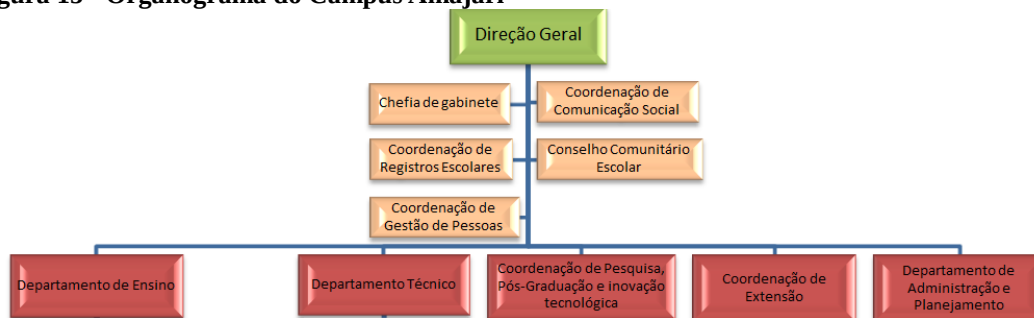 Organograma do Campus Amajari
Direção Geral
Chefia de gabinete
Coordenação de
Comunicação Social
Coordenação de
Registros Escolares
Conselho Comunitário
Escolar
Coordenação de
Gestão de Pessoas
Departamento de Ensino
Departamento Técnico
Coordenação de Pesquisa,
Pós-Graduação e inovação
tecnológica
Coordenação de
Extensão
Departamento de
Administração e
Planejamento